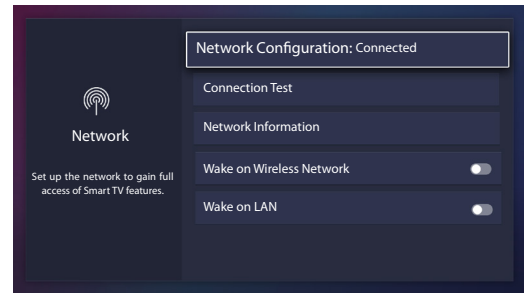 Network
Set up the network to gain full
access of Smart TV features.
Network Configuration: Connected
Connection Test
Network Information
Wake on Wireless Network
Wake on LAN